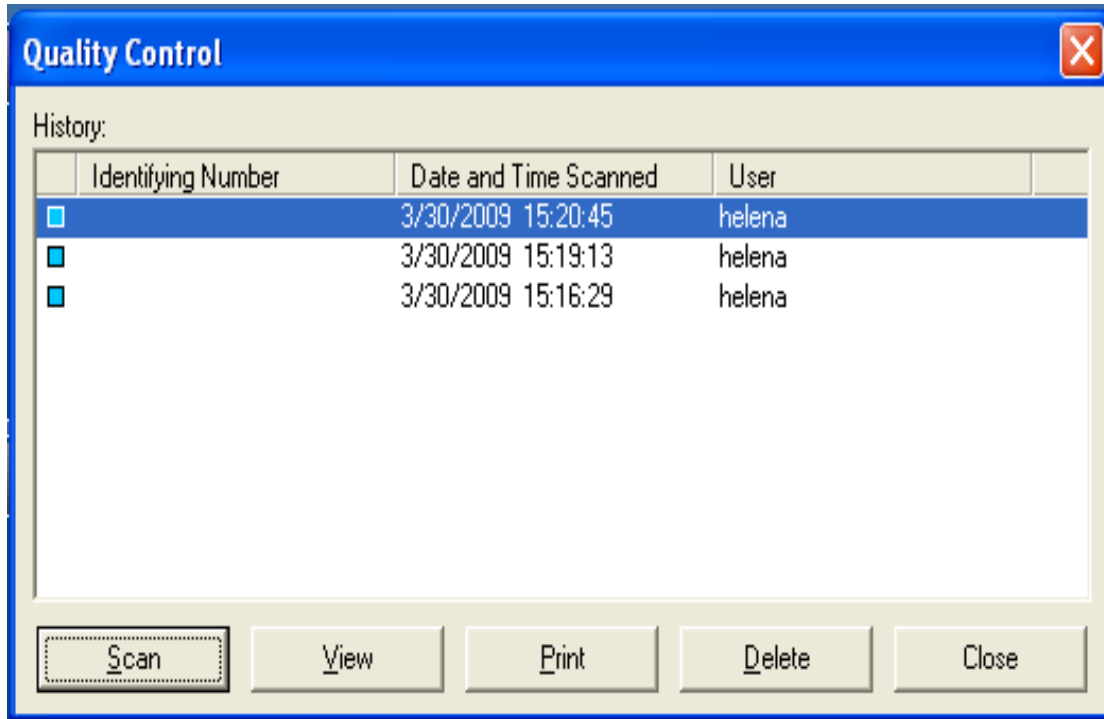 Quality Control
History:
Identifying Number Date and Time Scanned User
3/30/2009 15:20:45 helena
3/30/2009 15:19:13 helena
3/30/2009 15:16:29 helena
Scan View Print Delete Close